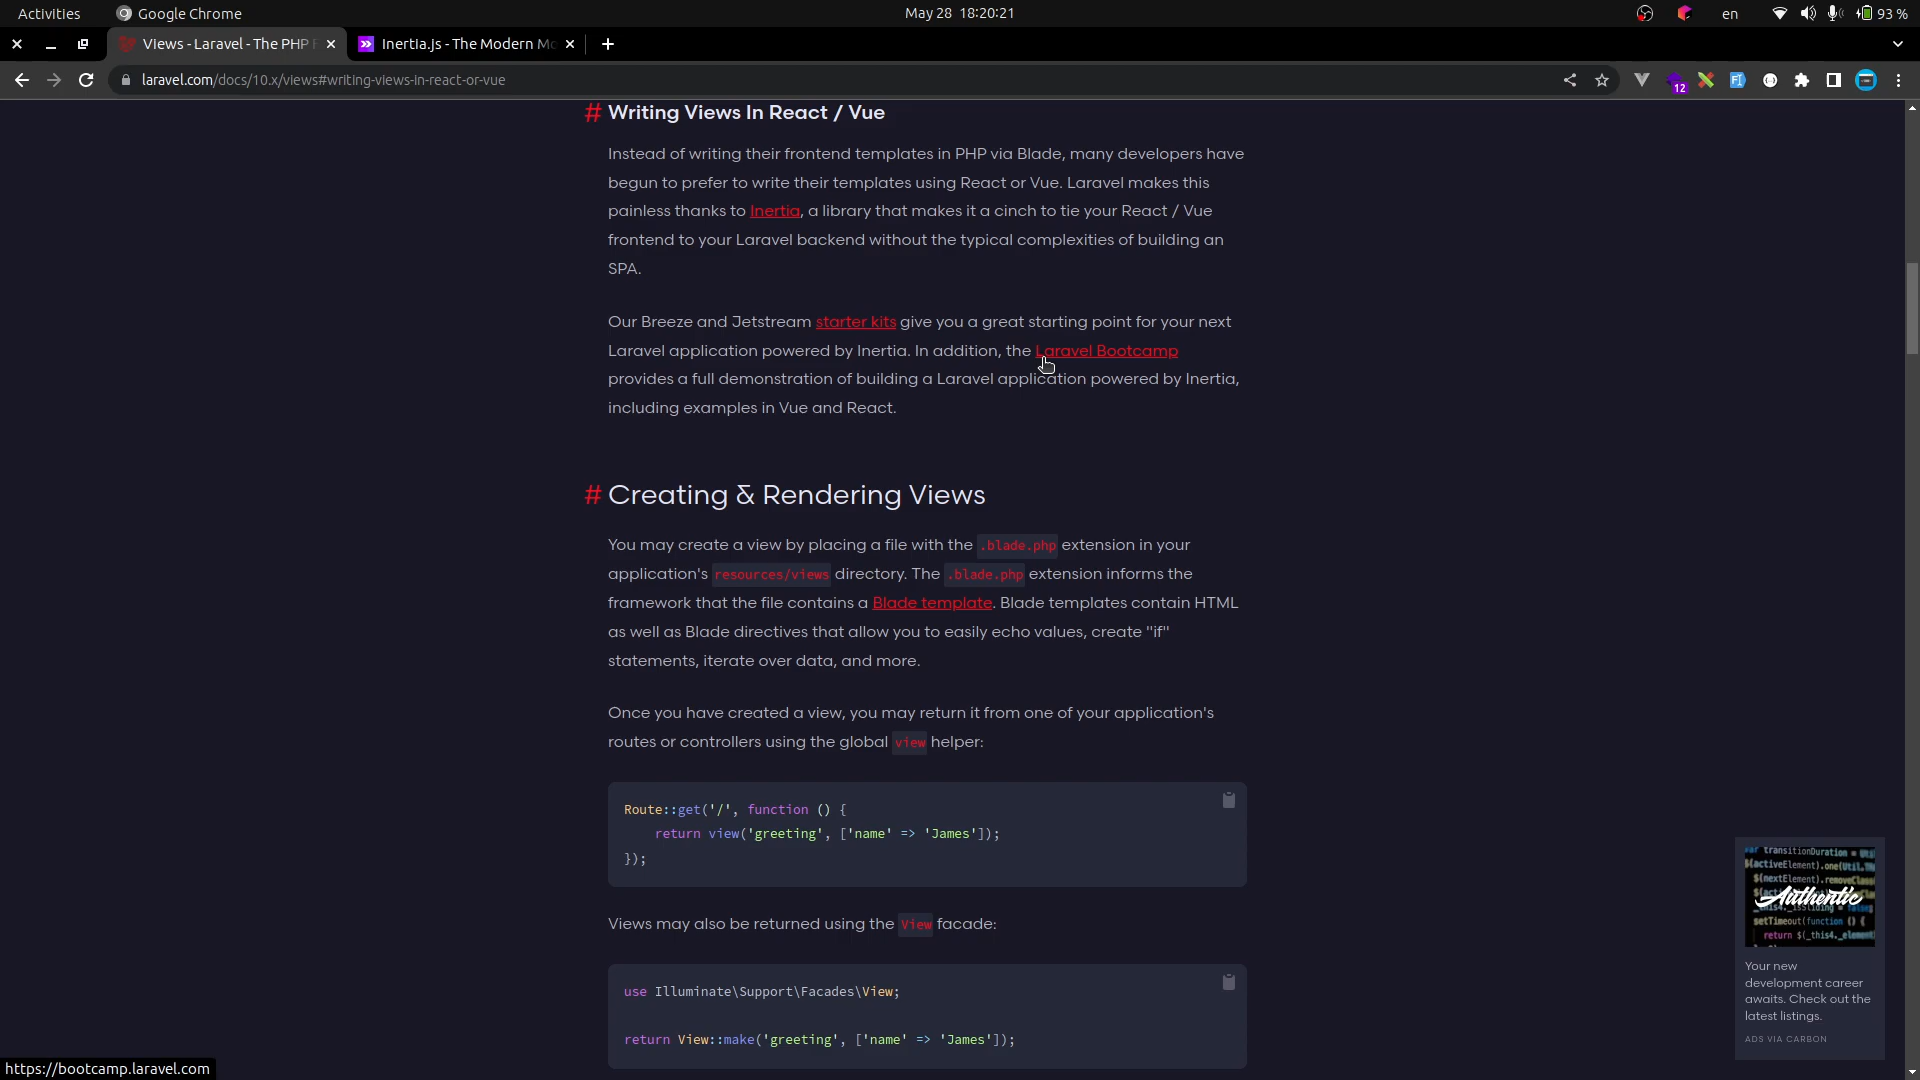 Activities
Google Chrome
May 28 18:20:21
en
93 %
Views - Laravel - The PHP F
Inertia.js - The Modern Mo
laravel.com/docs/10.x/views#writing-views-in-react-or-vue
12
# Writing Views In React / Vue
Instead of writing their frontend templates in PHP via Blade, many developers have
begun to prefer to write their templates using React or Vue. Laravel makes this
painless thanks to Inertia, a library that makes it a cinch to tie your React / Vue
frontend to your Laravel backend without the typical complexities of building an
SPA.
Our Breeze and Jetstream starter kits give you a great starting point for your next
Laravel application powered by Inertia. In addition, the Laravel Bootcamp
provides a full demonstration of building a Laravel application powered by Inertia,
including examples in Vue and React.
# Creating & Rendering Views
You may create a view by placing a file with the .blade.php extension in your
application's resources/views directory. The .blade.php extension informs the
framework that the file contains a Blade template. Blade templates contain HTML
as well as Blade directives that allow you to easily echo values, create "if"
statements, iterate over data, and more.
Once you have created a view, you may return it from one of your application's
routes or controllers using the global view helper:
Route::get('/', function () {
    return view('greeting', ['name' => 'James']);
});
Views may also be returned using the View facade:
use Illuminate\Support\Facades\View;
return View::make('greeting', ['name' => 'James']);
Authentic
Your new
development career
awaits. Check out the
latest listings.
ADS VIA CARBON
https://bootcamp.laravel.com